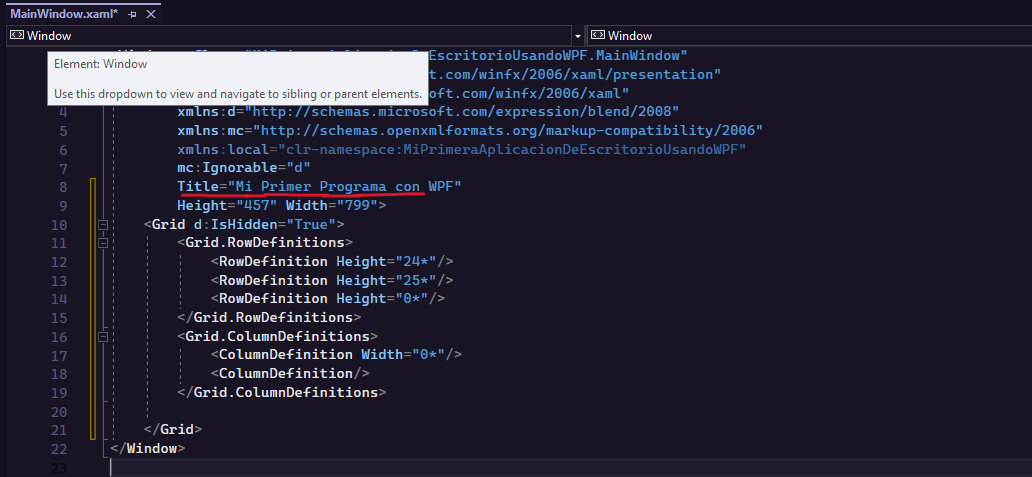 MainWindow.xaml*
Window
Window
EscritorioUsandoWPF.MainWindow"
Element: Window
t.com/winfx/2006/xaml/presentation"
Use this dropdown to view and navigate to sibling or parent elements.
soft.com/winfx/2006/xaml"
4 xmlns:d="http://schemas.microsoft.com/expression/blend/2008"
5 xmlns:mc="http://schemas.openxmlformats.org/markup-compatibility/2006"
6 xmlns:local="clr-namespace:MiPrimeraAplicacionDeEscritorioUsandoWPF"
7 mc:Ignorable="d"
8 Title="Mi Primer Programa con WPF"
9 Height="457" Width="799">
10 <Grid d:IsHidden="True">
11 <Grid.RowDefinitions>
12 <RowDefinition Height="24*"/>
13 <RowDefinition Height="25*"/>
14 <RowDefinition Height="0*"/>
15 </Grid.RowDefinitions>
16 <Grid.ColumnDefinitions>
17 <ColumnDefinition Width="0*"/>
18 <ColumnDefinition/>
19 </Grid.ColumnDefinitions>
20
21 </Grid>
22 </Window>
23